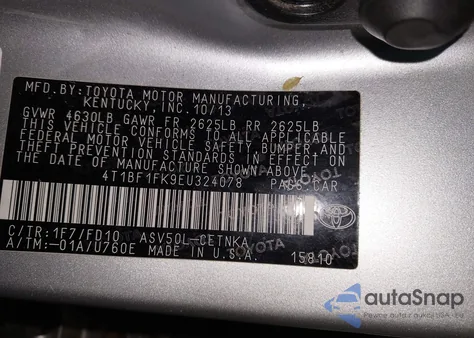 MFD.BY:TOYOTA MOTOR MANUFACTURING,
KENTUCKY,INC.10/13
GVWR 4630LB GAWR FR 2625LB RR 2625LB
THIS VEHICLE CONFORMS TO ALL APPLICABLE
FEDERAL MOTOR VEHICLE SAFETY,BUMPER,AND
THEFT PREVENTION STANDARDS IN EFFECT ON
THE DATE OF MANUFACTURE SHOWN ABOVE.
4T1BF1FK9EU324078 PASS.CAR
C/TR:1F7/FD10 ASV50L-CETNKA
A/TM:-01A/U760E MADE IN U.S.A. 15810
TOYOTA
autoSnap